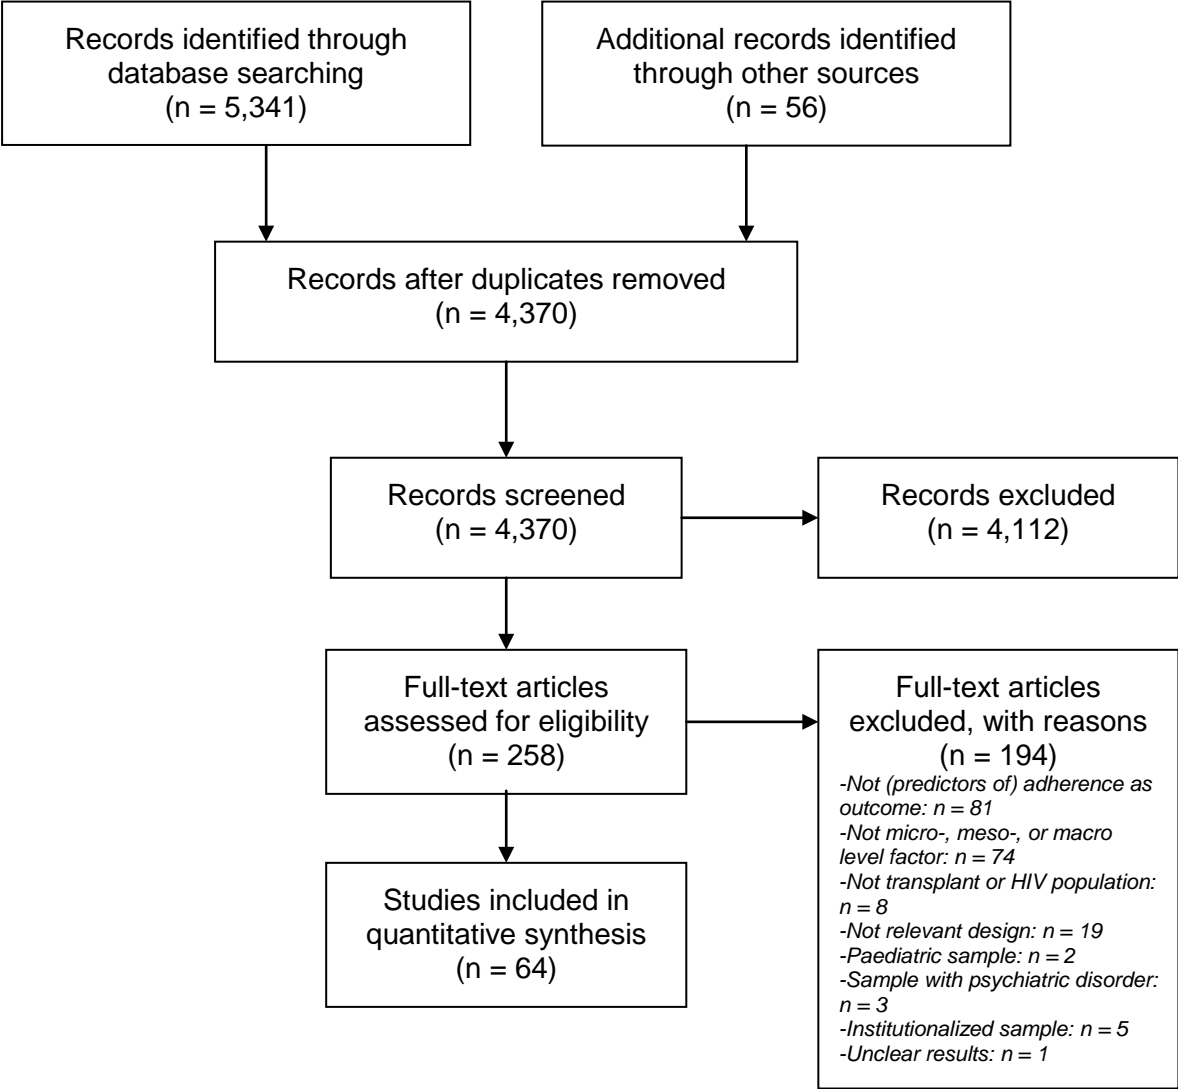 Records identified through
database searching
(n = 5,341)
Additional records identified
through other sources
(n = 56)
Records after duplicates removed
(n = 4,370)
Records screened
(n = 4,370)
Records excluded
(n = 4,112)
Full-text articles
assessed for eligibility
(n = 258)
Full-text articles
excluded, with reasons
(n = 194)
-Not (predictors of) adherence as
outcome: n = 81
-Not micro-, meso-, or macro
level factor: n = 74
-Not transplant or HIV population:
n = 8
-Not relevant design: n = 19
-Paediatric sample: n = 2
-Sample with psychiatric disorder:
n = 3
-Institutionalized sample: n = 5
-Unclear results: n = 1
Studies included in
quantitative synthesis
(n = 64)